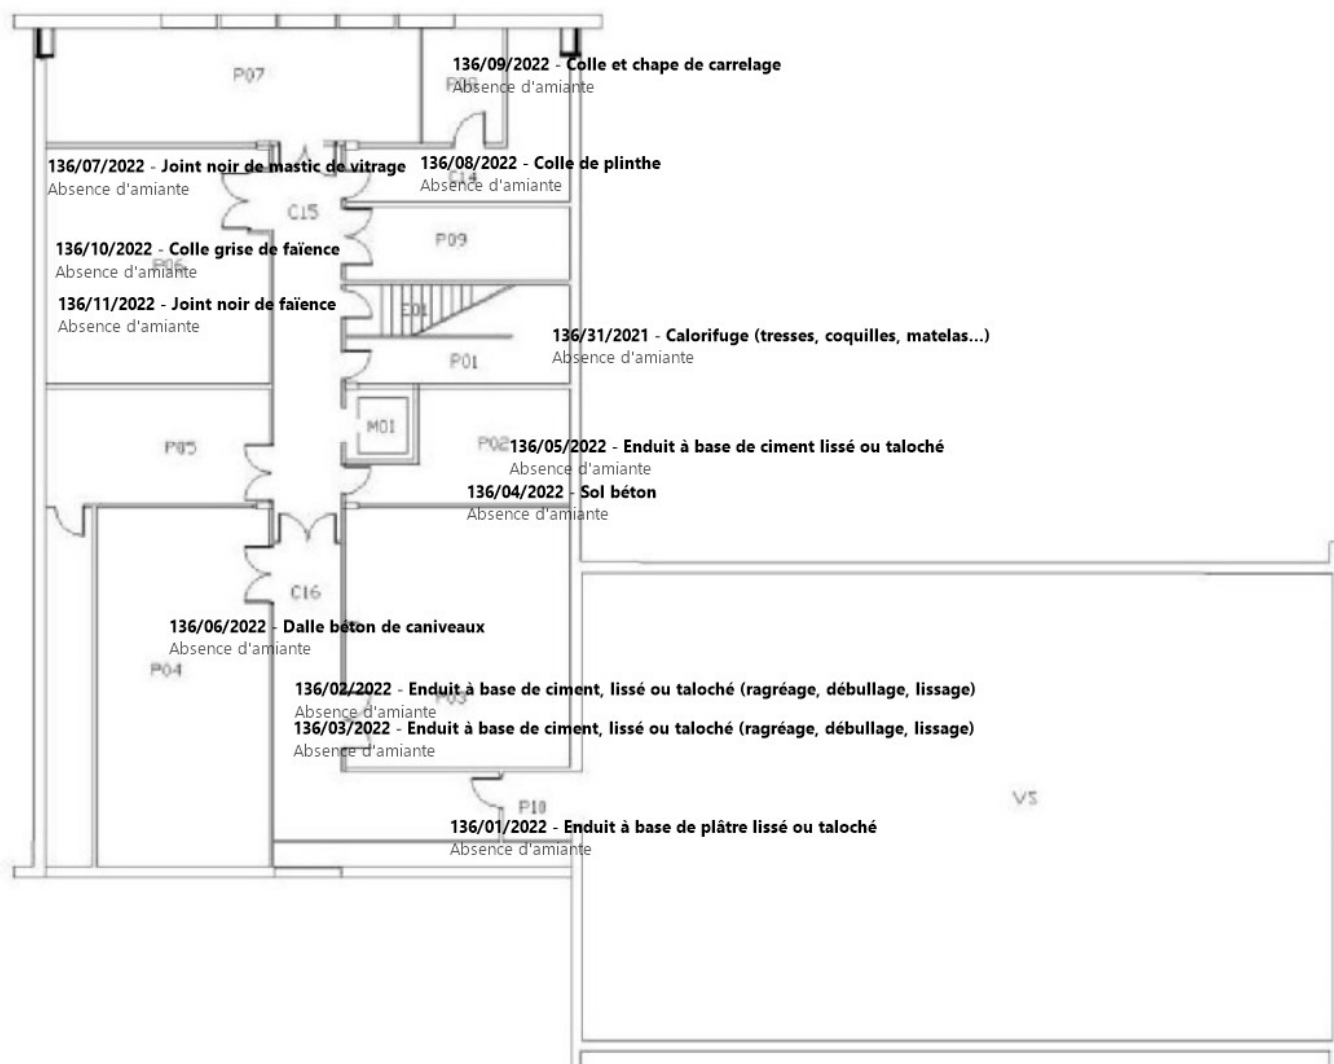 136/09/2022 - Colle et chape de carrelage
P07
P08
Absence d'amiante
136/07/2022 - Joint noir de mastic de vitrage
Absence d'amiante
136/08/2022 - Colle de plinthe
C14
Absence d'amiante
C15
P09
136/10/2022 - Colle grise de faïence
P06
Absence d'amiante
136/11/2022 - Joint noir de faïence
Absence d'amiante
E01
136/31/2021 - Calorifuge (tresses, coquilles, matelas...)
Absence d'amiante
P01
M01
P05
P02
136/05/2022 - Enduit à base de ciment lissé ou taloché
Absence d'amiante
136/04/2022 - Sol béton
Absence d'amiante
C16
136/06/2022 - Dalle béton de caniveaux
Absence d'amiante
P04
136/02/2022 - Enduit à base de ciment, lissé ou taloché (ragréage, débullage, lissage)
P03
Absence d'amiante
136/03/2022 - Enduit à base de ciment, lissé ou taloché (ragréage, débullage, lissage)
Absence d'amiante
VS
P10
136/01/2022 - Enduit à base de plâtre lissé ou taloché
Absence d'amiante